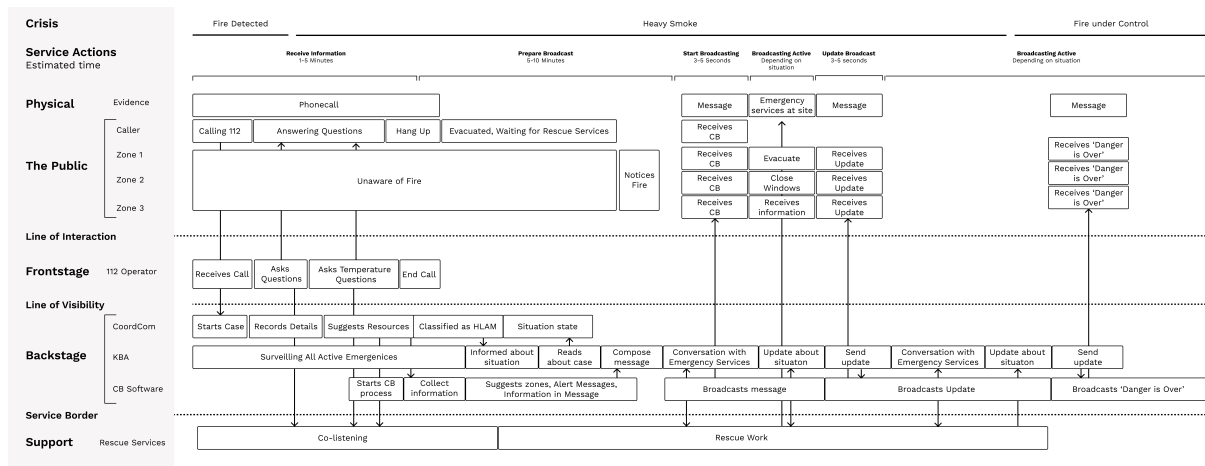 Crisis
Fire Detected
Heavy Smoke
Fire under Control
Service Actions
Estimated time
Receive Information
1-5 Minutes
Prepare Broadcast
5-10 Minutes
Start Broadcasting
3-5 Seconds
Broadcasting Active
Depending on
situation
Update Broadcast
3-5 seconds
Broadcasting Active
Depending on situation
Physical
Evidence
Phonecall
Message
Emergency
services at site
Message
Message
The Public
Caller
Calling 112
Answering Questions
Hang Up
Evacuated, Waiting for Rescue Services
Receives
CB
Zone 1
Zone 2
Zone 3
Unaware of Fire
Notices
Fire
Receives
CB
Evacuate
Receives
Update
Receives 'Danger
is Over'
Receives
CB
Close
Windows
Receives
Update
Receives 'Danger
is Over'
Receives
CB
Receives
information
Receives
Update
Receives 'Danger
is Over'
Line of Interaction
Frontstage
112 Operator
Receives Call
Asks
Questions
Asks Temperature
Questions
End Call
Line of Visibility
Backstage
CoordCom
Starts Case
Records Details
Suggests Resources
Classified as HLAM
Situation state
KBA
Surveilling All Active Emergenices
Informed about
situation
Reads
about case
Compose
message
Conversation with
Emergency Services
Update about
situaton
Send
update
Conversation with
Emergency Services
Update about
situaton
Send
update
CB Software
Starts CB
process
Collect
information
Suggests zones, Alert Messages,
Information in Message
Broadcasts message
Broadcasts Update
Broadcasts 'Danger is Over'
Service Border
Support
Rescue Services
Co-listening
Rescue Work